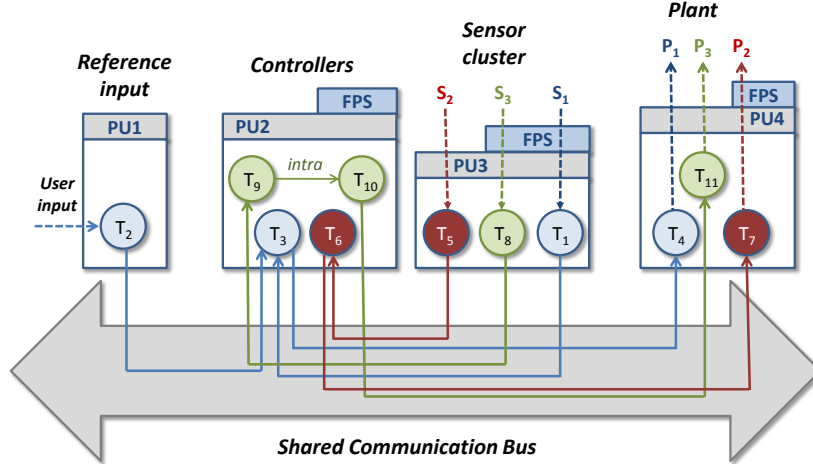 Plant
Sensor
cluster
P1 P3 P2
Reference
input
Controllers
S2 S3 S1
FPS
FPS
PU1
PU2
PU4
FPS
PU3
intra
T9
T10
T11
User
input
T2
T3
T6
T5
T8
T1
T4
T7
Shared Communication Bus